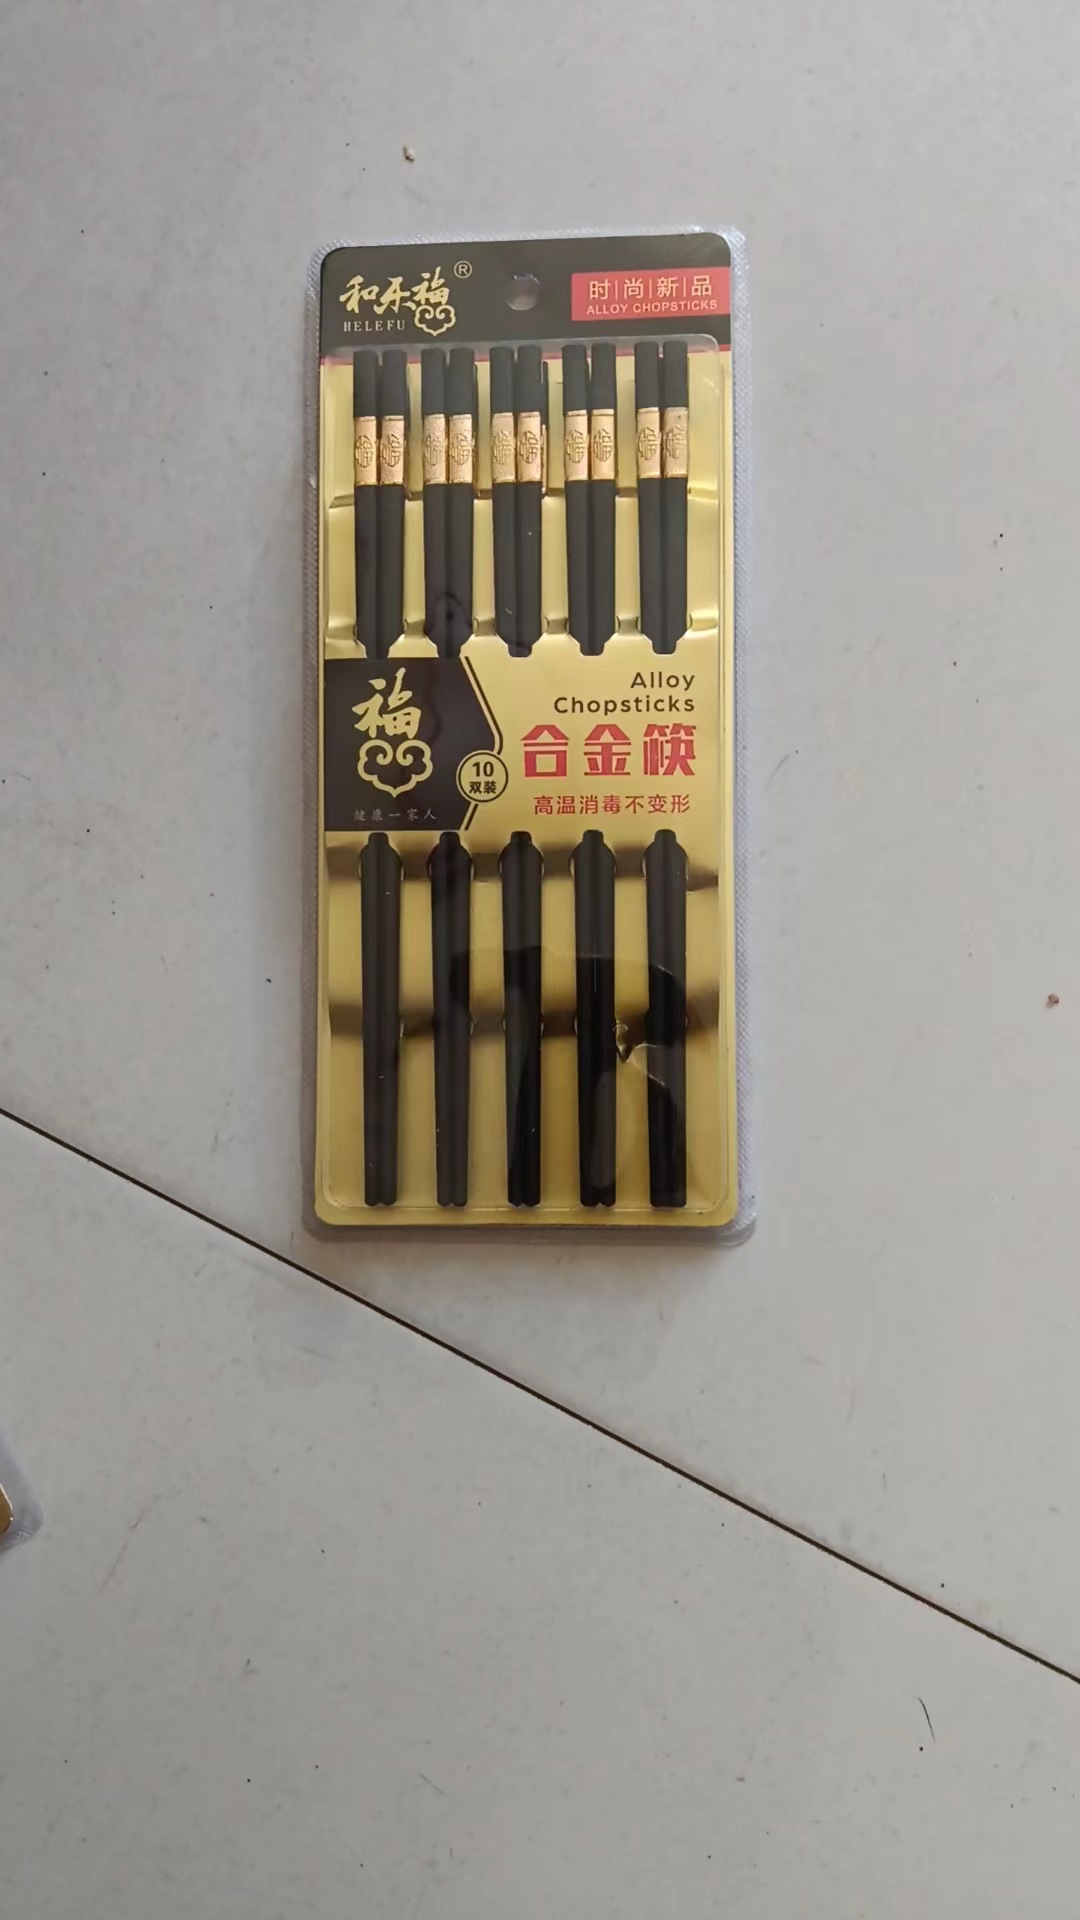 和乐福®
HELEFU
时|尚|新|品
ALLOY CHOPSTICKS
福
健康一家人
10
双装
Alloy
Chopsticks
合金筷
高温消毒不变形